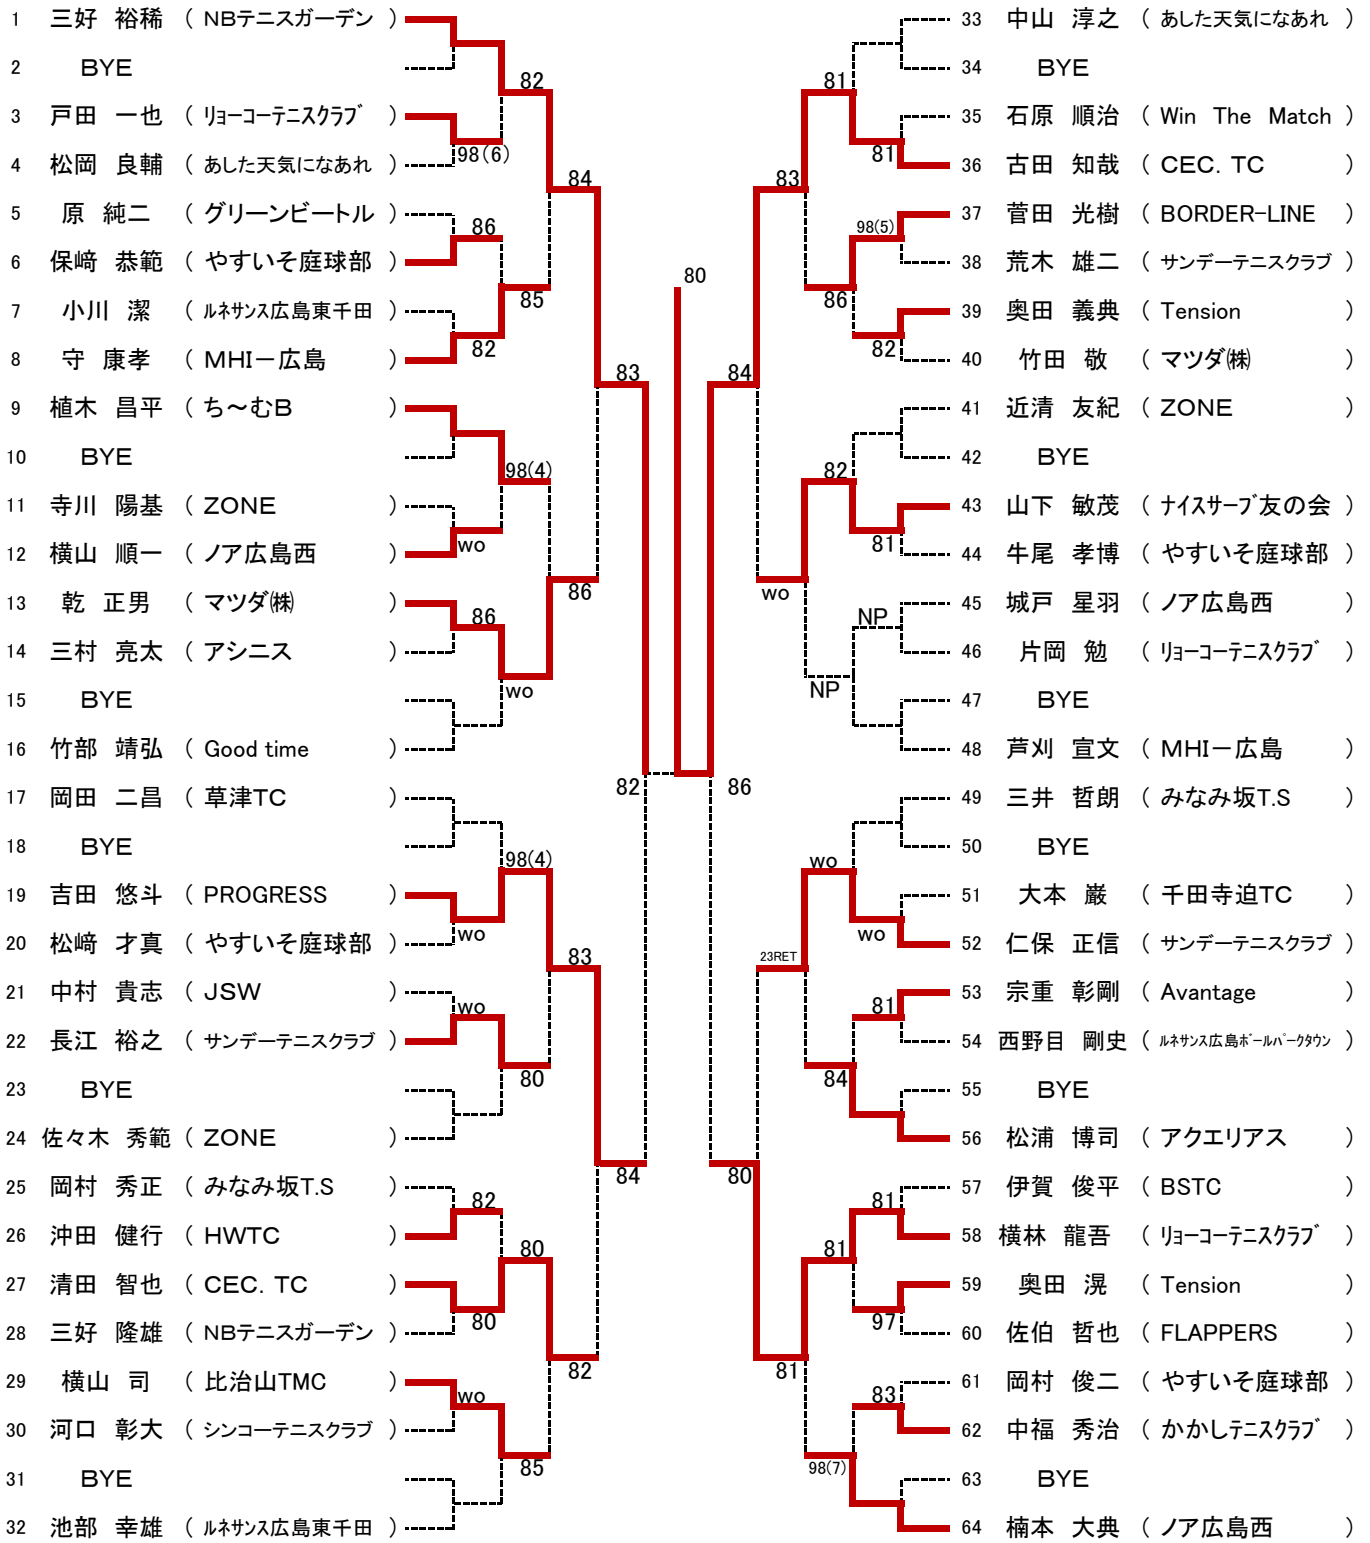 1 三好 裕稀 ( NBテニスガーデン )
2 BYE
82
3 戸田 一也 ( リョーコーテニスクラブ )
98(6)
4 松岡 良輔 ( あした天気になあれ )
84
5 原 純二 ( グリーンビートル )
86
6 保﨑 恭範 ( やすいそ庭球部 )
85
7 小川 潔 ( ルネサンス広島東千田 )
82
8 守 康孝 ( MHI－広島 )
83
9 植木 昌平 ( ち～むB )
10 BYE
98(4)
11 寺川 陽基 ( ZONE )
wo
12 横山 順一 ( ノア広島西 )
86
13 乾 正男 ( マツダ㈱ )
86
14 三村 亮太 ( アシニス )
wo
15 BYE
16 竹部 靖弘 ( Good time )
82
17 岡田 二昌 ( 草津TC )
18 BYE
98(4)
19 吉田 悠斗 ( PROGRESS )
wo
20 松﨑 才真 ( やすいそ庭球部 )
83
21 中村 貴志 ( JSW )
wo
22 長江 裕之 ( サンデーテニスクラブ )
80
23 BYE
24 佐々木 秀範 ( ZONE )
84
25 岡村 秀正 ( みなみ坂T.S )
82
26 沖田 健行 ( HWTC )
80
27 清田 智也 ( CEC. TC )
80
28 三好 隆雄 ( NBテニスガーデン )
82
29 横山 司 ( 比治山TMC )
wo
30 河口 彰大 ( シンコーテニスクラブ )
85
31 BYE
32 池部 幸雄 ( ルネサンス広島東千田 )
80
33 中山 淳之 ( あした天気になあれ )
34 BYE
81
35 石原 順治 ( Win The Match )
81
36 古田 知哉 ( CEC. TC )
83
37 菅田 光樹 ( BORDER-LINE )
98(5)
38 荒木 雄二 ( サンデーテニスクラブ )
86
39 奥田 義典 ( Tension )
82
40 竹田 敬 ( マツダ㈱ )
84
41 近清 友紀 ( ZONE )
42 BYE
82
43 山下 敏茂 ( ナイスサーブ友の会 )
81
44 牛尾 孝博 ( やすいそ庭球部 )
wo
45 城戸 星羽 ( ノア広島西 )
NP
46 片岡 勉 ( リョーコーテニスクラブ )
NP
47 BYE
48 芦刈 宣文 ( MHI－広島 )
86
49 三井 哲朗 ( みなみ坂T.S )
50 BYE
wo
51 大本 巌 ( 千田寺迫TC )
wo
52 仁保 正信 ( サンデーテニスクラブ )
23RET
53 宗重 彰剛 ( Avantage )
81
54 西野目 剛史 ( ルネサンス広島ボールパークタウン )
84
55 BYE
56 松浦 博司 ( アクエリアス )
80
57 伊賀 俊平 ( BSTC )
81
58 横林 龍吾 ( リョーコーテニスクラブ )
81
59 奥田 滉 ( Tension )
97
60 佐伯 哲也 ( FLAPPERS )
81
61 岡村 俊二 ( やすいそ庭球部 )
83
62 中福 秀治 ( かかしテニスクラブ )
98(7)
63 BYE
64 楠本 大典 ( ノア広島西 )